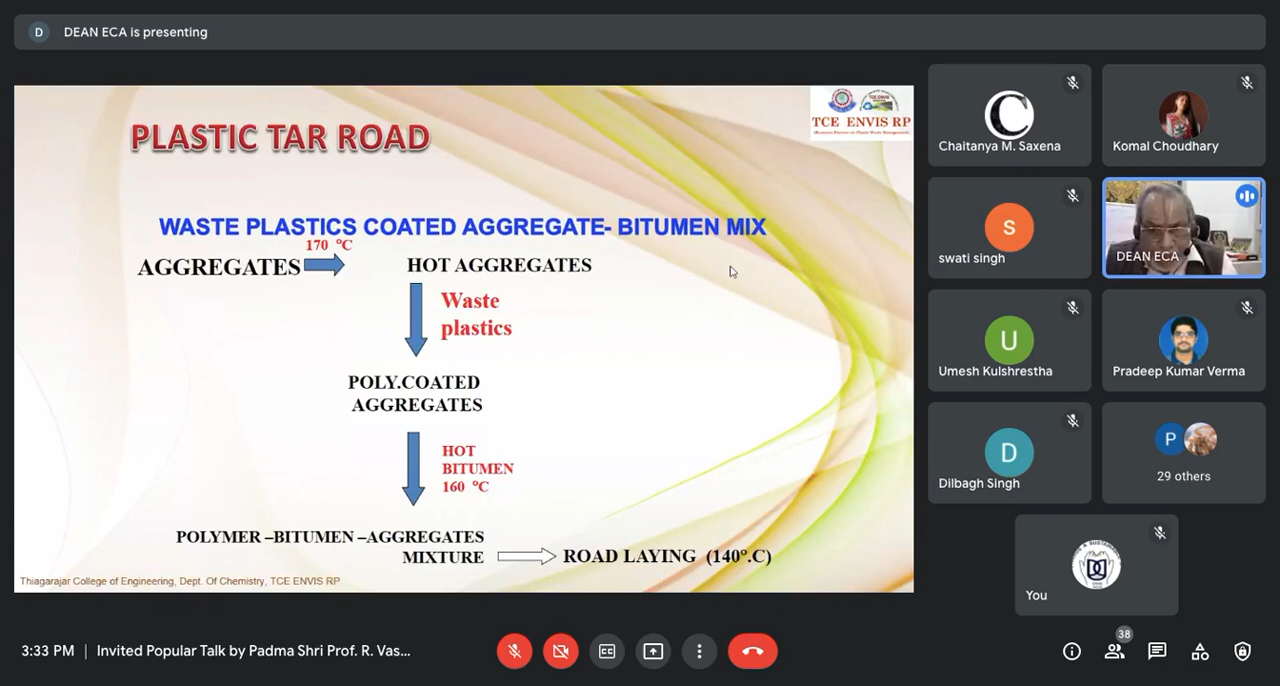 D DEAN ECA is presenting
TCE ENVIS RP
PLASTIC TAR ROAD
WASTE PLASTICS COATED AGGREGATE- BITUMEN MIX
170 °C
AGGREGATES
HOT AGGREGATES
Waste
plastics
POLY.COATED
AGGREGATES
HOT
BITUMEN
160 °C
POLYMER –BITUMEN –AGGREGATES
MIXTURE
ROAD LAYING (140º.C)
Thiagarajar College of Engineering, Dept. Of Chemistry, TCE ENVIS RP
C
Chaitanya M. Saxena
Komal Choudhary
S
swati singh
DEAN ECA
U
Umesh Kulshrestha
Pradeep Kumar Verma
D
Dilbagh Singh
P
29 others
You
3:33 PM | Invited Popular Talk by Padma Shri Prof. R. Vas...
38